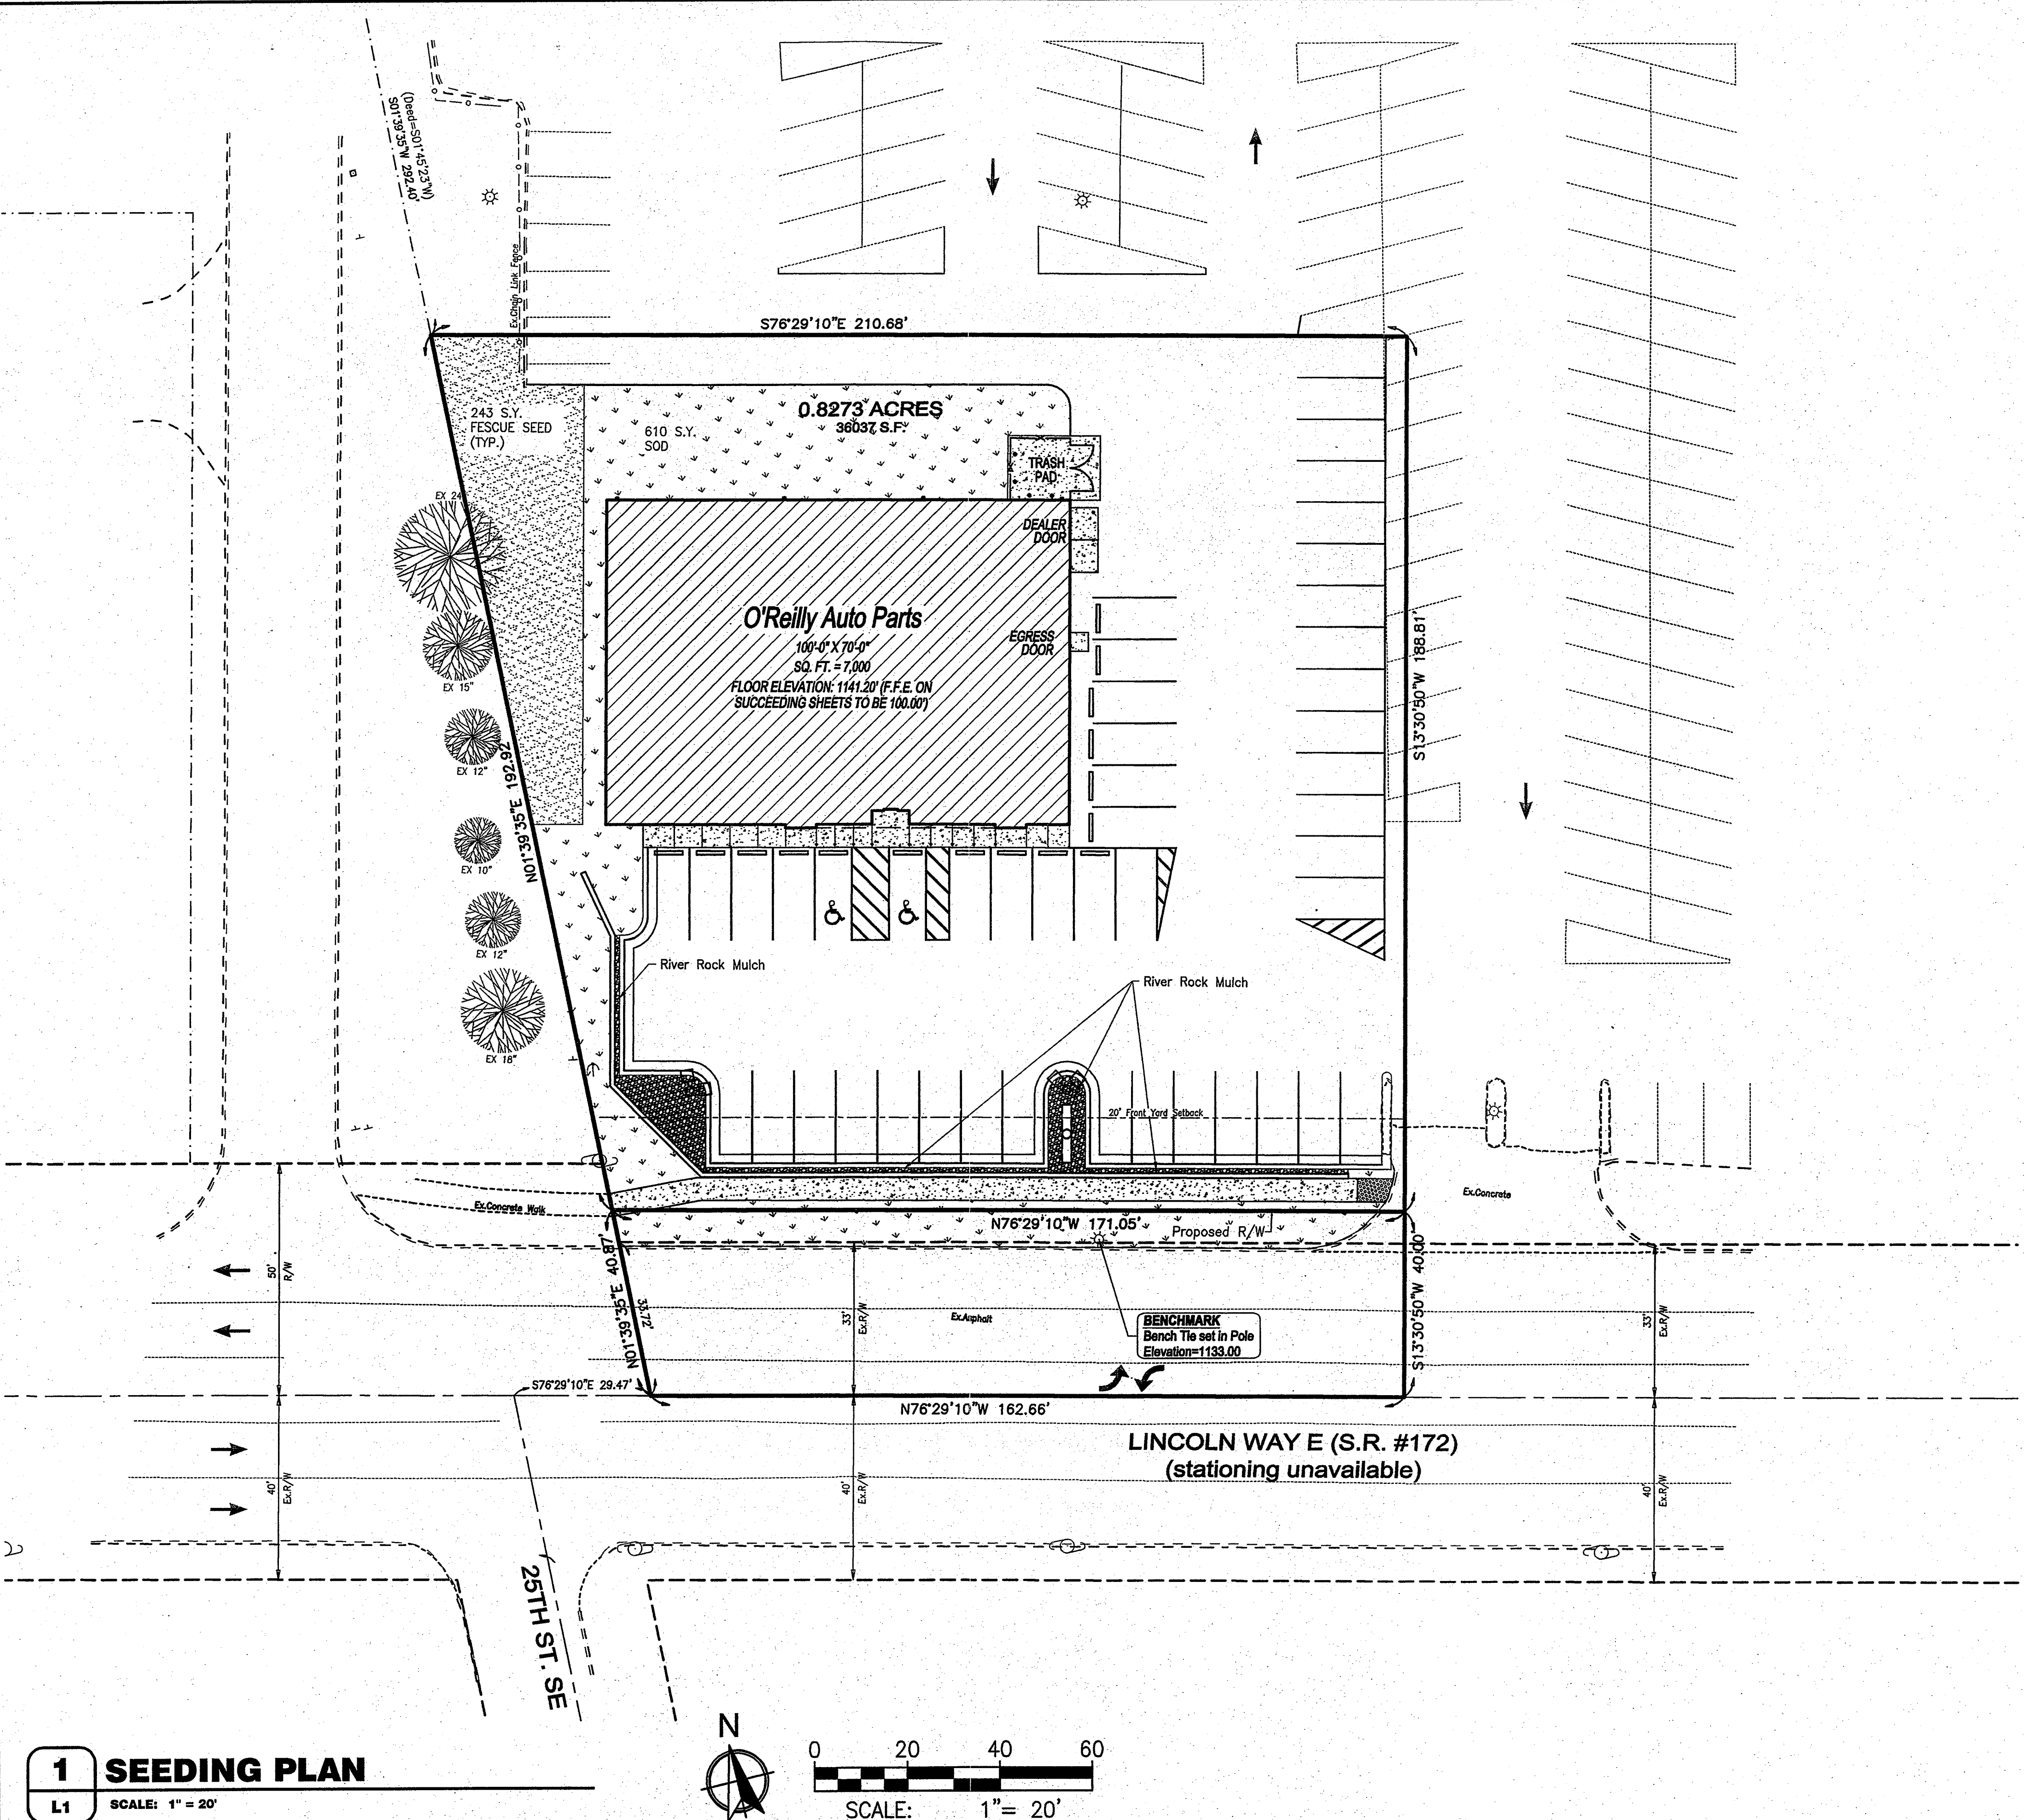 (Deed=S01°45'23"W)
S01°39'35"W 292.40'
Ex.Chain Link Fence
S76°29'10"E 210.68'
243 S.Y.
FESCUE SEED
(TYP.)
0.8273 ACRES
36037 S.F.
610 S.Y.
SOD
TRASH
PAD
EX 24
DEALER
DOOR
O'Reilly Auto Parts
100'-0" X 70'-0"
SQ. FT. = 7,000
FLOOR ELEVATION: 1141.20' (F.F.E. ON
SUCCEEDING SHEETS TO BE 100.00')
EGRESS
DOOR
S13°30'50"W 188.81'
EX 15"
EX 12"
N01°39'35"E 192.92
EX 10"
EX 12"
River Rock Mulch
River Rock Mulch
EX 18"
20' Front Yard Setback
Ex.Concrete Walk
Ex.Concrete
N76°29'10"W 171.05'
Proposed R/W
50'
R/W
N01°39'35"E 40.87'
33.72'
33'
Ex.R/W
Ex.Asphalt
BENCHMARK
Bench Tie set in Pole
Elevation=1133.00
S13°30'50"W 40.00'
33'
Ex.R/W
S76°29'10"E 29.47'
N76°29'10"W 162.66'
LINCOLN WAY E (S.R. #172)
(stationing unavailable)
40'
Ex.R/W
40'
Ex.R/W
40'
Ex.R/W
25TH ST. SE
N
0 20 40 60
SCALE: 1"= 20'
1
L1
SEEDING PLAN
SCALE: 1" = 20'